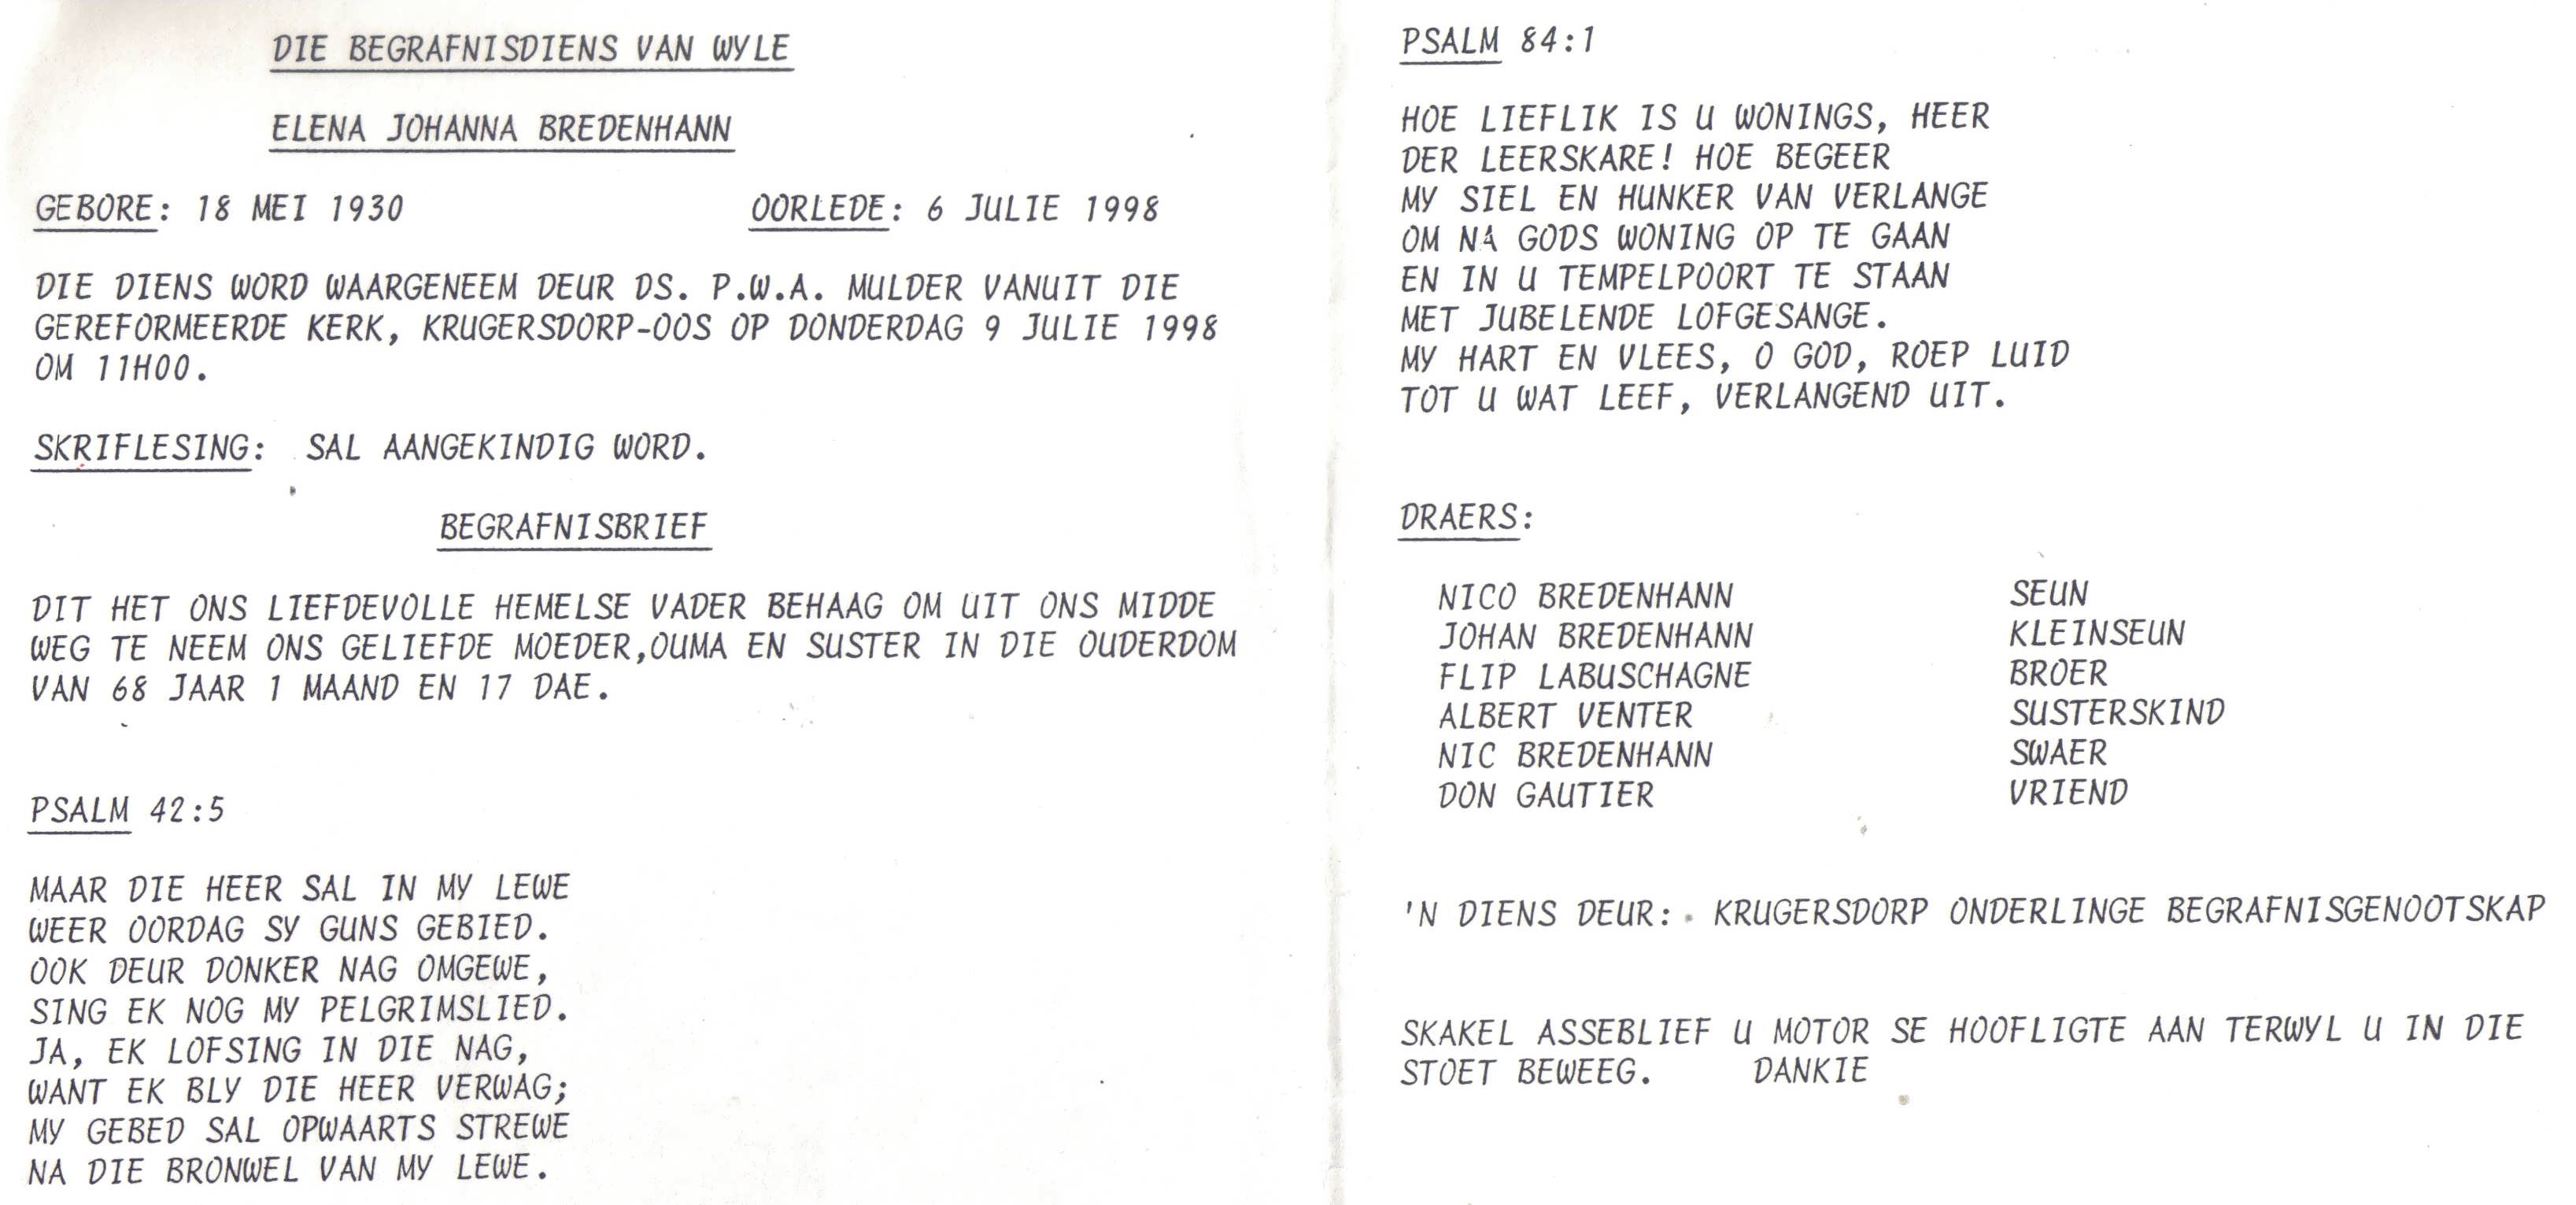 DIE BEGRAFNISDIENS VAN WYLE
ELENA JOHANNA BREDENHANN
GEBORE: 18 MEI 1930 OORLEDE: 6 JULIE 1998
DIE DIENS WORD WAARGENEEM DEUR DS. P.W.A. MULDER VANUIT DIE
GEREFORMEERDE KERK, KRUGERSDORP-OOS OP DONDERDAG 9 JULIE 1998
OM 11H00.
SKRIFLESING: SAL AANGEKINDIG WORD.
BEGRAFNISBRIEF
DIT HET ONS LIEFDEVOLLE HEMELSE VADER BEHAAG OM UIT ONS MIDDE
WEG TE NEEM ONS GELIEFDE MOEDER,OUMA EN SUSTER IN DIE OUDERDOM
VAN 68 JAAR 1 MAAND EN 17 DAE.
PSALM 42:5
MAAR DIE HEER SAL IN MY LEWE
WEER OORDAG SY GUNS GEBIED.
OOK DEUR DONKER NAG OMGEWE,
SING EK NOG MY PELGRIMSLIED.
JA, EK LOFSING IN DIE NAG,
WANT EK BLY DIE HEER VERWAG;
MY GEBED SAL OPWAARTS STREWE
NA DIE BRONWEL VAN MY LEWE.
PSALM 84:1
HOE LIEFLIK IS U WONINGS, HEER
DER LEERSKARE! HOE BEGEER
MY SIEL EN HUNKER VAN VERLANGE
OM NA GODS WONING OP TE GAAN
EN IN U TEMPELPOORT TE STAAN
MET JUBELENDE LOFGESANGE.
MY HART EN VLEES, O GOD, ROEP LUID
TOT U WAT LEEF, VERLANGEND UIT.
DRAERS:
NICO BREDENHANN SEUN
JOHAN BREDENHANN KLEINSEUN
FLIP LABUSCHAGNE BROER
ALBERT VENTER SUSTERSKIND
NIC BREDENHANN SWAER
DON GAUTIER VRIEND
'N DIENS DEUR: KRUGERSDORP ONDERLINGE BEGRAFNISGENOOTSKAP
SKAKEL ASSEBLIEF U MOTOR SE HOOFLIGTE AAN TERWYL U IN DIE
STOET BEWEEG. DANKIE